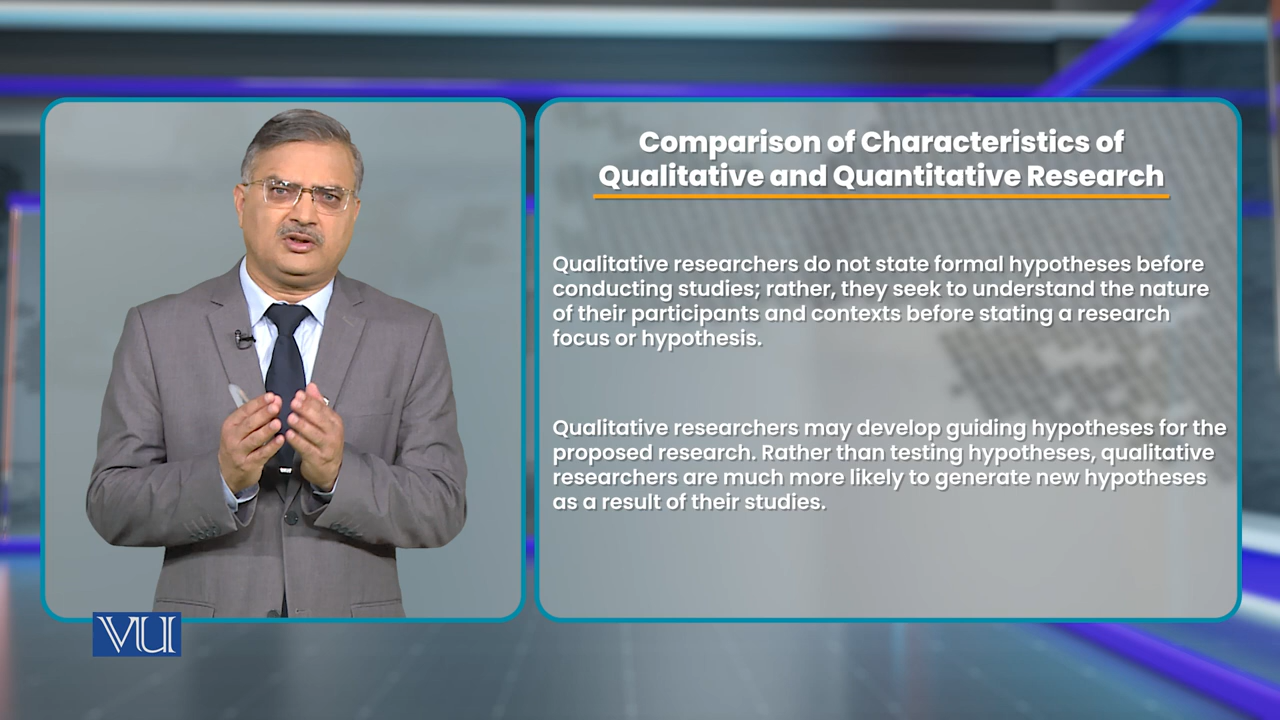 Comparison of Characteristics of
Qualitative and Quantitative Research
Qualitative researchers do not state formal hypotheses before
conducting studies; rather, they seek to understand the nature
of their participants and contexts before stating a research
focus or hypothesis.
Qualitative researchers may develop guiding hypotheses for the
proposed research. Rather than testing hypotheses, qualitative
researchers are much more likely to generate new hypotheses
as a result of their studies.
VU